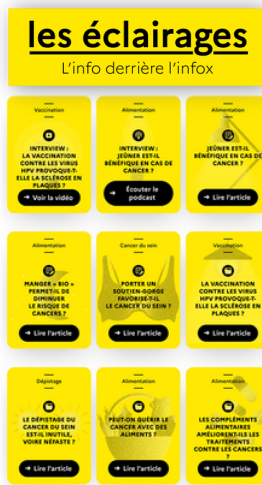 les éclairages
L'info derrière l'infox
Vaccination
INTERVIEW :
LA VACCINATION
CONTRE LES VIRUS
HPV PROVOQUE-T-
ELLE LA SCLÉROSE EN
PLAQUES ?
➜ Voir la vidéo
Alimentation
INTERVIEW :
JEÛNER EST-IL
BÉNÉFIQUE EN CAS DE
CANCER ?
➜ Écouter le
podcast
Alimentation
JEÛNER EST-IL
BÉNÉFIQUE EN CAS DE
CANCER ?
➜ Lire l'article
Alimentation
MANGER « BIO »
PERMET-IL DE
DIMINUER
LE RISQUE DE
CANCERS ?
➜ Lire l'article
Cancer du sein
PORTER UN
SOUTIEN-GORGE
FAVORISE-T-IL
LE CANCER DU SEIN ?
➜ Lire l'article
Vaccination
LA VACCINATION
CONTRE LES VIRUS
HPV PROVOQUE-T-
ELLE LA SCLÉROSE EN
PLAQUES ?
➜ Lire l'article
Dépistage
LE DÉPISTAGE DU
CANCER DU SEIN
EST-IL INUTILE,
VOIRE NÉFASTE ?
➜ Lire l'article
Alimentation
PEUT-ON GUÉRIR LE
CANCER AVEC DES
ALIMENTS ?
➜ Lire l'article
Alimentation
LES COMPLÉMENTS
ALIMENTAIRES
AMÉLIORENT-ILS LES
TRAITEMENTS
CONTRE LES CANCERS
?
➜ Lire l'article